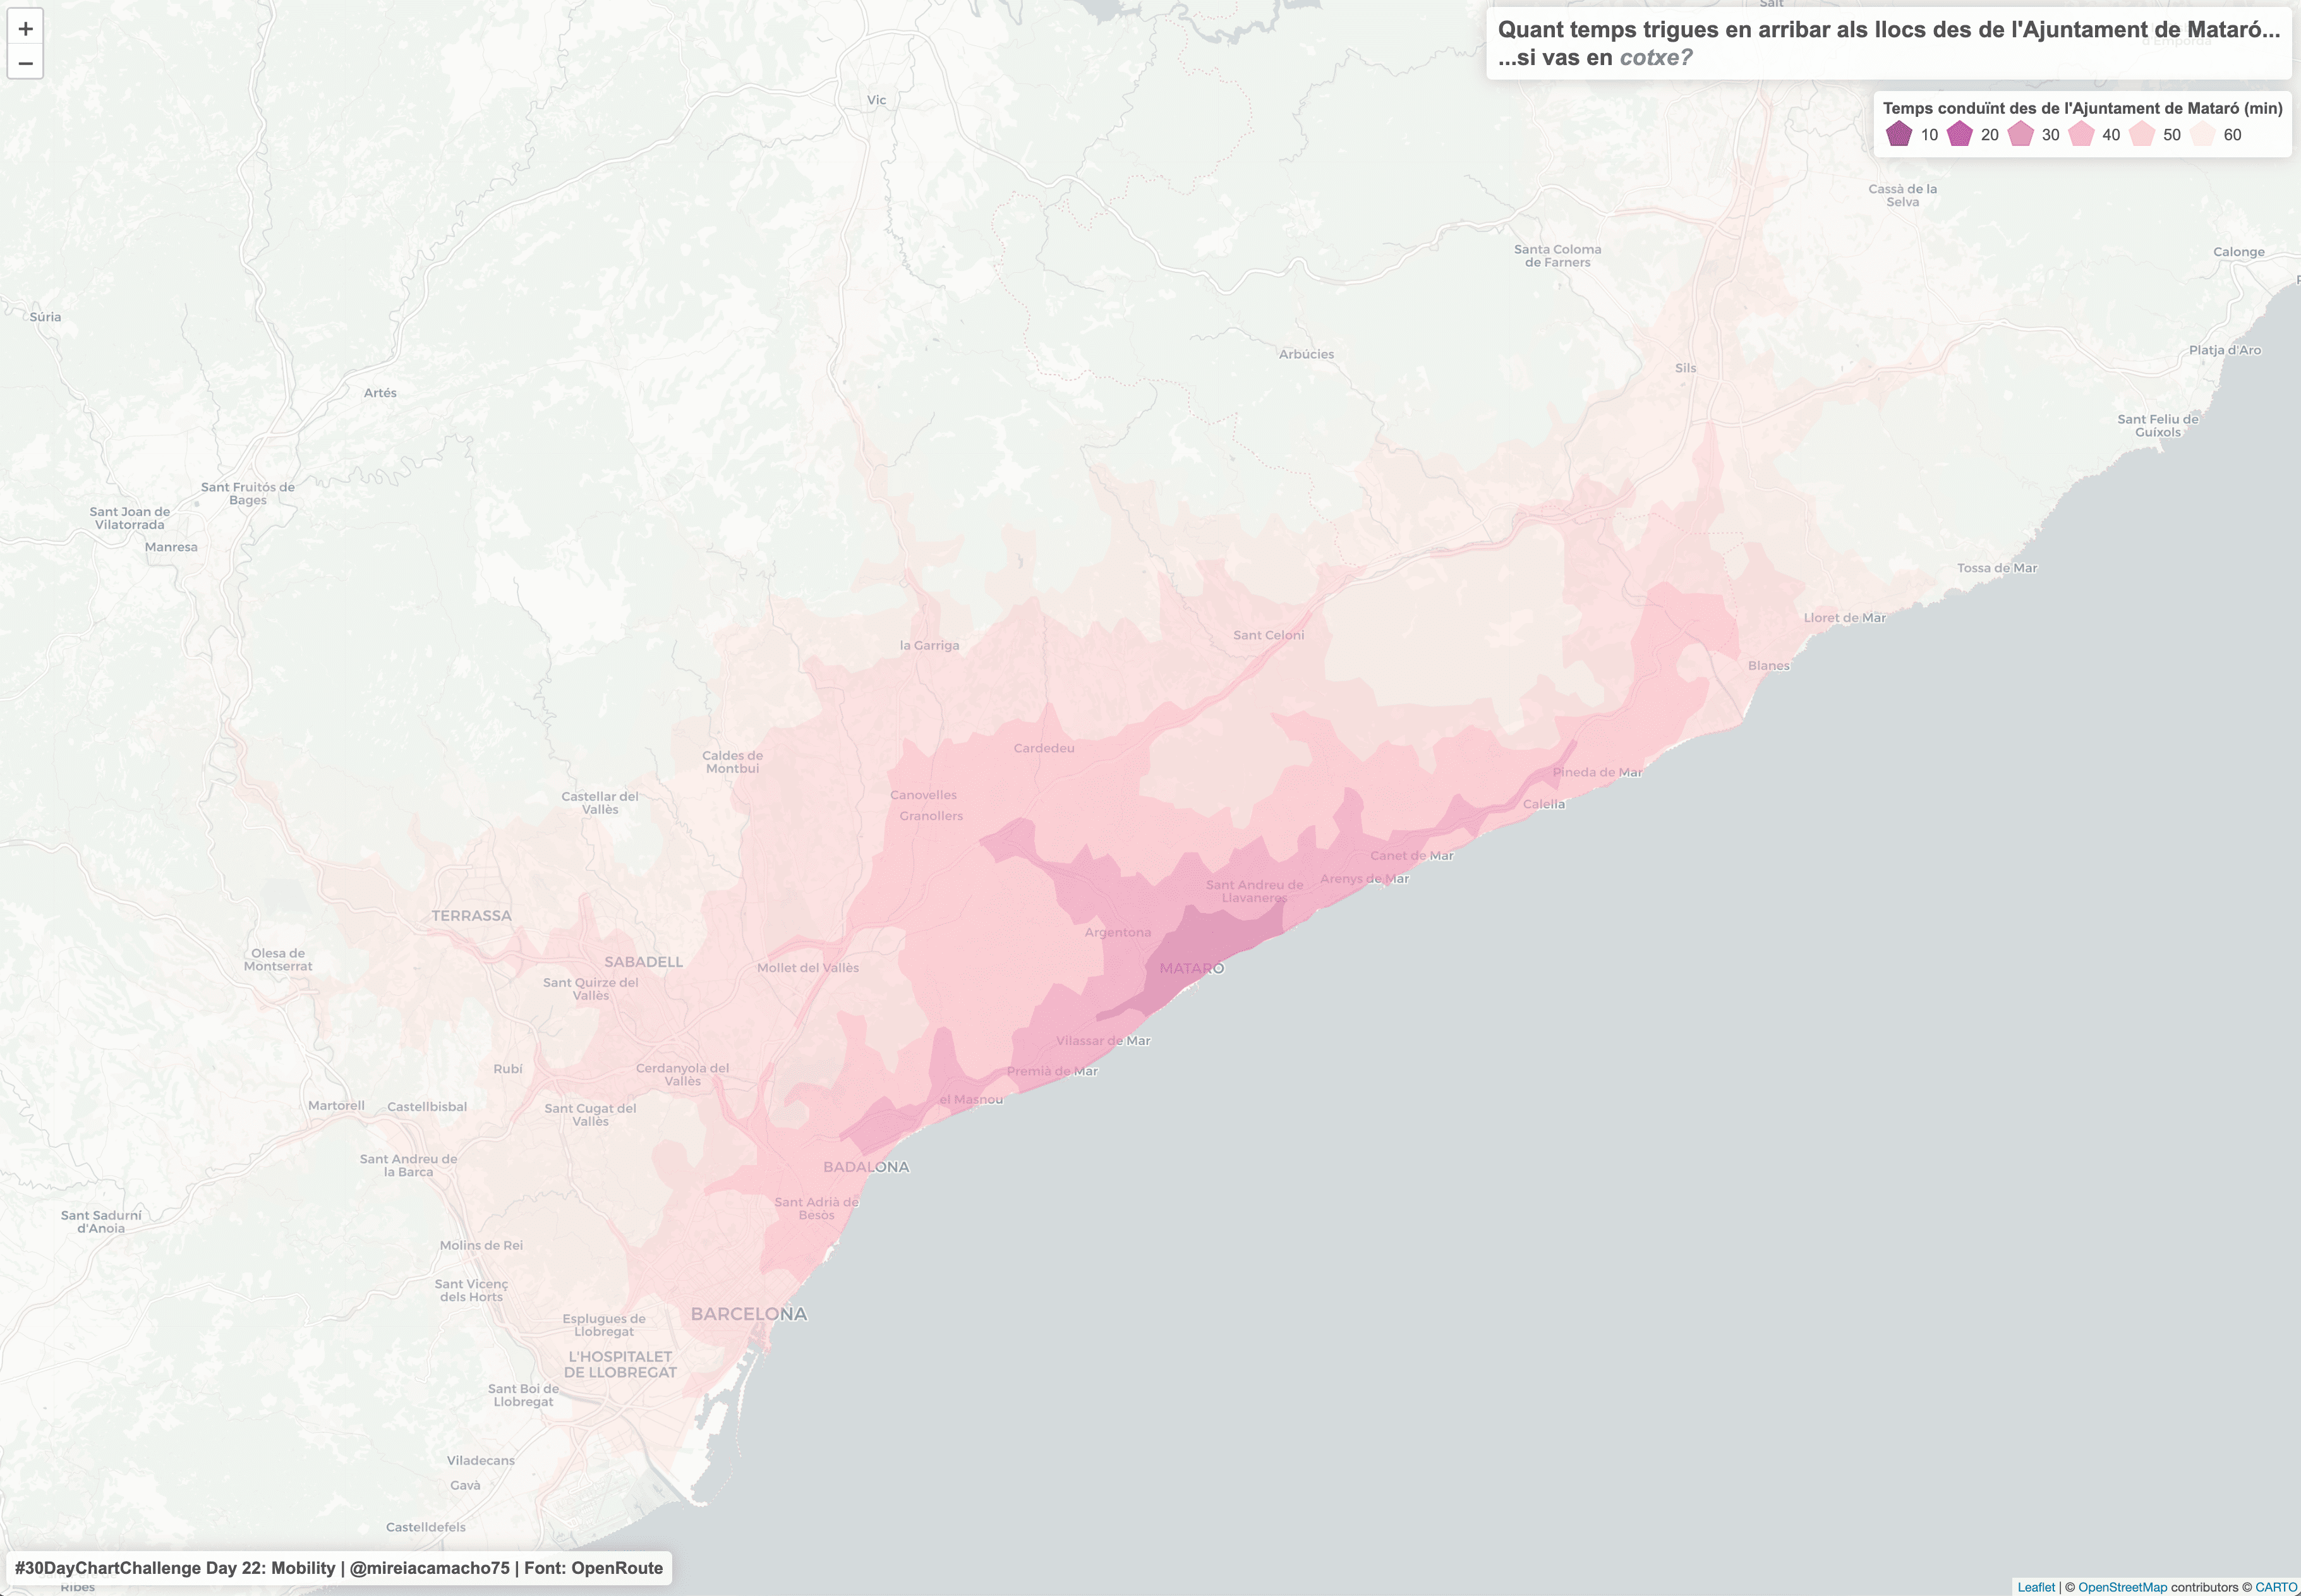 +
−
Quant temps trigues en arribar als llocs des de l'Ajuntament de Mataró...
...si vas en cotxe?
Temps conduïnt des de l'Ajuntament de Mataró (min)
10 20 30 40 50 60
Salt
Vic
Cassà de la
Selva
Santa Coloma
de Farners
Calonge
Súria
Arbúcies
Platja d'Aro
Sils
Artés
Sant Feliu de
Guíxols
Sant Fruitós de
Bages
Sant Joan de
Vilatorrada
Manresa
Tossa de Mar
Lloret de Mar
Sant Celoni
la Garriga
Blanes
Cardedeu
Caldes de
Montbui
Pineda de Mar
Canovelles
Castellar del
Vallès
Calella
Granollers
Canet de Mar
Arenys de Mar
Sant Andreu de
Llavaneres
TERRASSA
Argentona
Olesa de
Montserrat
SABADELL
Mollet del Vallès
MATARÓ
Sant Quirze del
Vallès
Vilassar de Mar
Rubí
Cerdanyola del
Vallès
Premià de Mar
el Masnou
Martorell
Castellbisbal
Sant Cugat del
Vallès
Sant Andreu de
la Barca
BADALONA
Sant Adrià de
Besòs
Sant Sadurní
d'Anoia
Molins de Rei
Sant Vicenç
dels Horts
BARCELONA
Esplugues de
Llobregat
L'HOSPITALET
DE LLOBREGAT
Sant Boi de
Llobregat
Viladecans
Gavà
Castelldefels
#30DayChartChallenge Day 22: Mobility | @mireiacamacho75 | Font: OpenRoute
Ribes
Leaflet | © OpenStreetMap contributors © CARTO